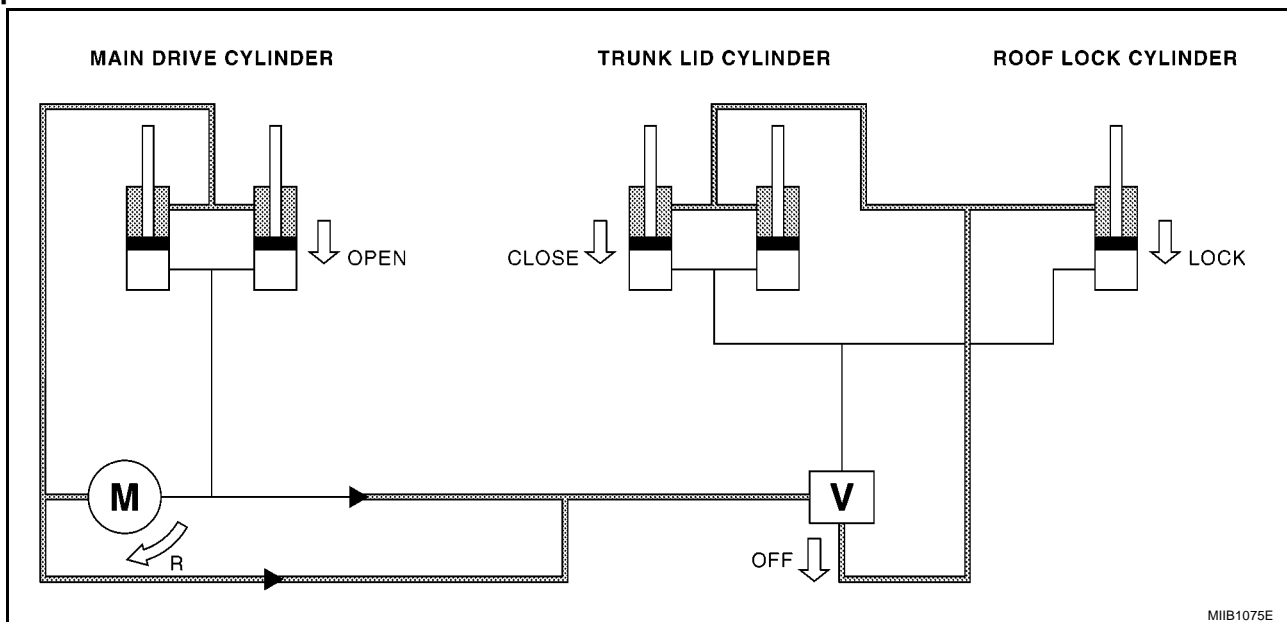 MAIN DRIVE CYLINDER
TRUNK LID CYLINDER
ROOF LOCK CYLINDER
OPEN
CLOSE
LOCK
M
V
R
OFF
MIIB1075E